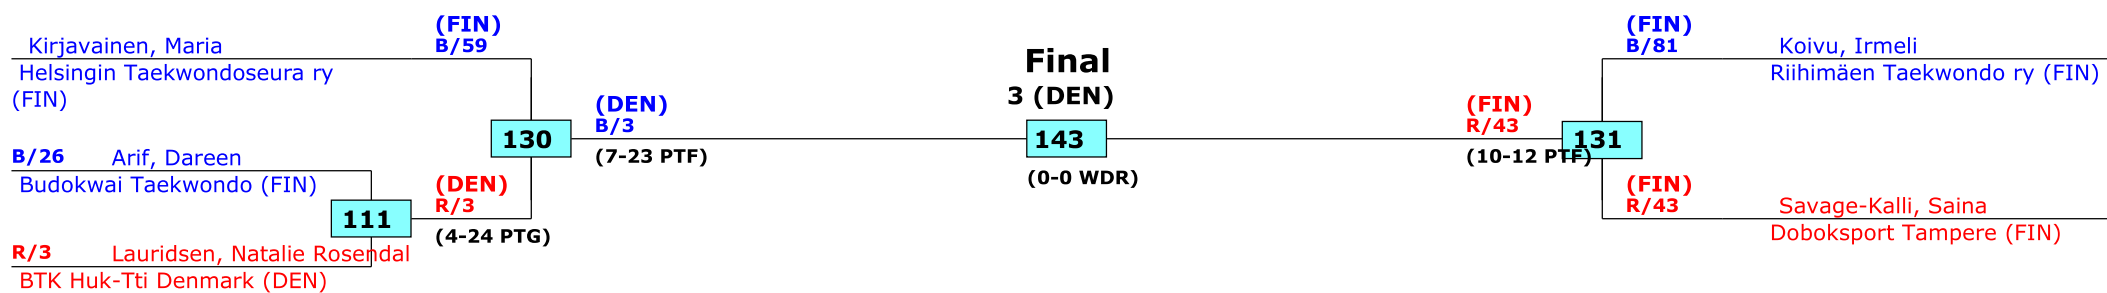 (FIN)
B/59
Kirjavainen, Maria
Helsingin Taekwondoseura ry
(FIN)
B/26 Arif, Dareen
Budokwai Taekwondo (FIN)
R/3 Lauridsen, Natalie Rosendal
BTK Huk-Tti Denmark (DEN)
111
(DEN)
R/3
(4-24 PTG)
130
(DEN)
B/3
(7-23 PTF)
Final
3 (DEN)
143
(0-0 WDR)
(FIN)
R/43
(10-12 PTF)
131
(FIN)
B/81
Koivu, Irmeli
Riihimäen Taekwondo ry (FIN)
(FIN)
R/43
Savage-Kalli, Saina
Doboksport Tampere (FIN)